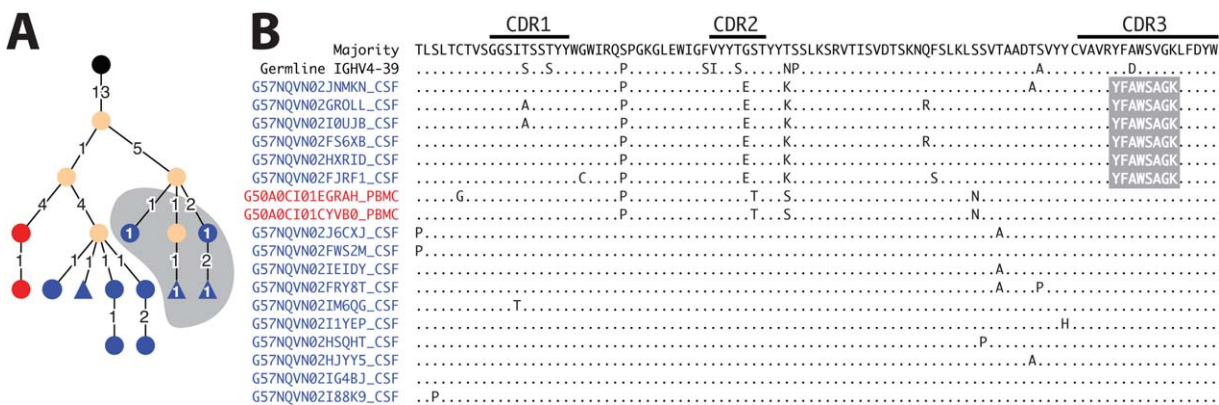 A
13
1 5
4 4 1 1 2
1 1
1 1 1 1 1 1 2
1 1
1 2
B
CDR1 CDR2 CDR3
Majority TLSLTCTVSGGSITSSTYYWGWIRQSPGKGLEWIGFVYYTGSTYYTSSLKSRVTISVDTSKNQFSLKLSSVTAADTSVYYCVAVRYFAWSVGKLFDYW
Germline IGHV4-39 .............S..S........P.........SI..S.....NP.............................A..........D..........
G57NQVN02JNMKN_CSF .........................P..............E....K.............................A.........YFAWSAGK.....
G57NQVN02GROLL_CSF .............A...........P..............E....K................R......................YFAWSAGK.....
G57NQVN02I0UJB_CSF .............A...........P..............E....K.......................................YFAWSAGK.....
G57NQVN02FS6XB_CSF .........................P..............E....K................R......................YFAWSAGK.....
G57NQVN02HXRID_CSF .........................P..............E....K.......................................YFAWSAGK.....
G57NQVN02FJRF1_CSF ....................G....P..............E....K.................S.....................YFAWSAGK.....
G50A0CI01EGRAH_PBMC .....G...................P...............T...S......................N.............................
G50A0CI01CYVB0_PBMC .........................P...............T...S......................N.............................
G57NQVN02J6CXJ_CSF P......................................................................A..........................
G57NQVN02FWS2M_CSF P.................................................................................................
G57NQVN02IEIDY_CSF .......................................................................A..........................
G57NQVN02FRY8T_CSF .......................................................................A....P.....................
G57NQVN02IM6QG_CSF ............T.....................................................................................
G57NQVN02I1YEP_CSF ...............................................................................H..................
G57NQVN02HSQHT_CSF .....................................................................P............................
G57NQVN02HJYY5_CSF ...........................................................................A......................
G57NQVN02IG4BJ_CSF ..................................................................................................
G57NQVN02I88K9_CSF ..P...............................................................................................